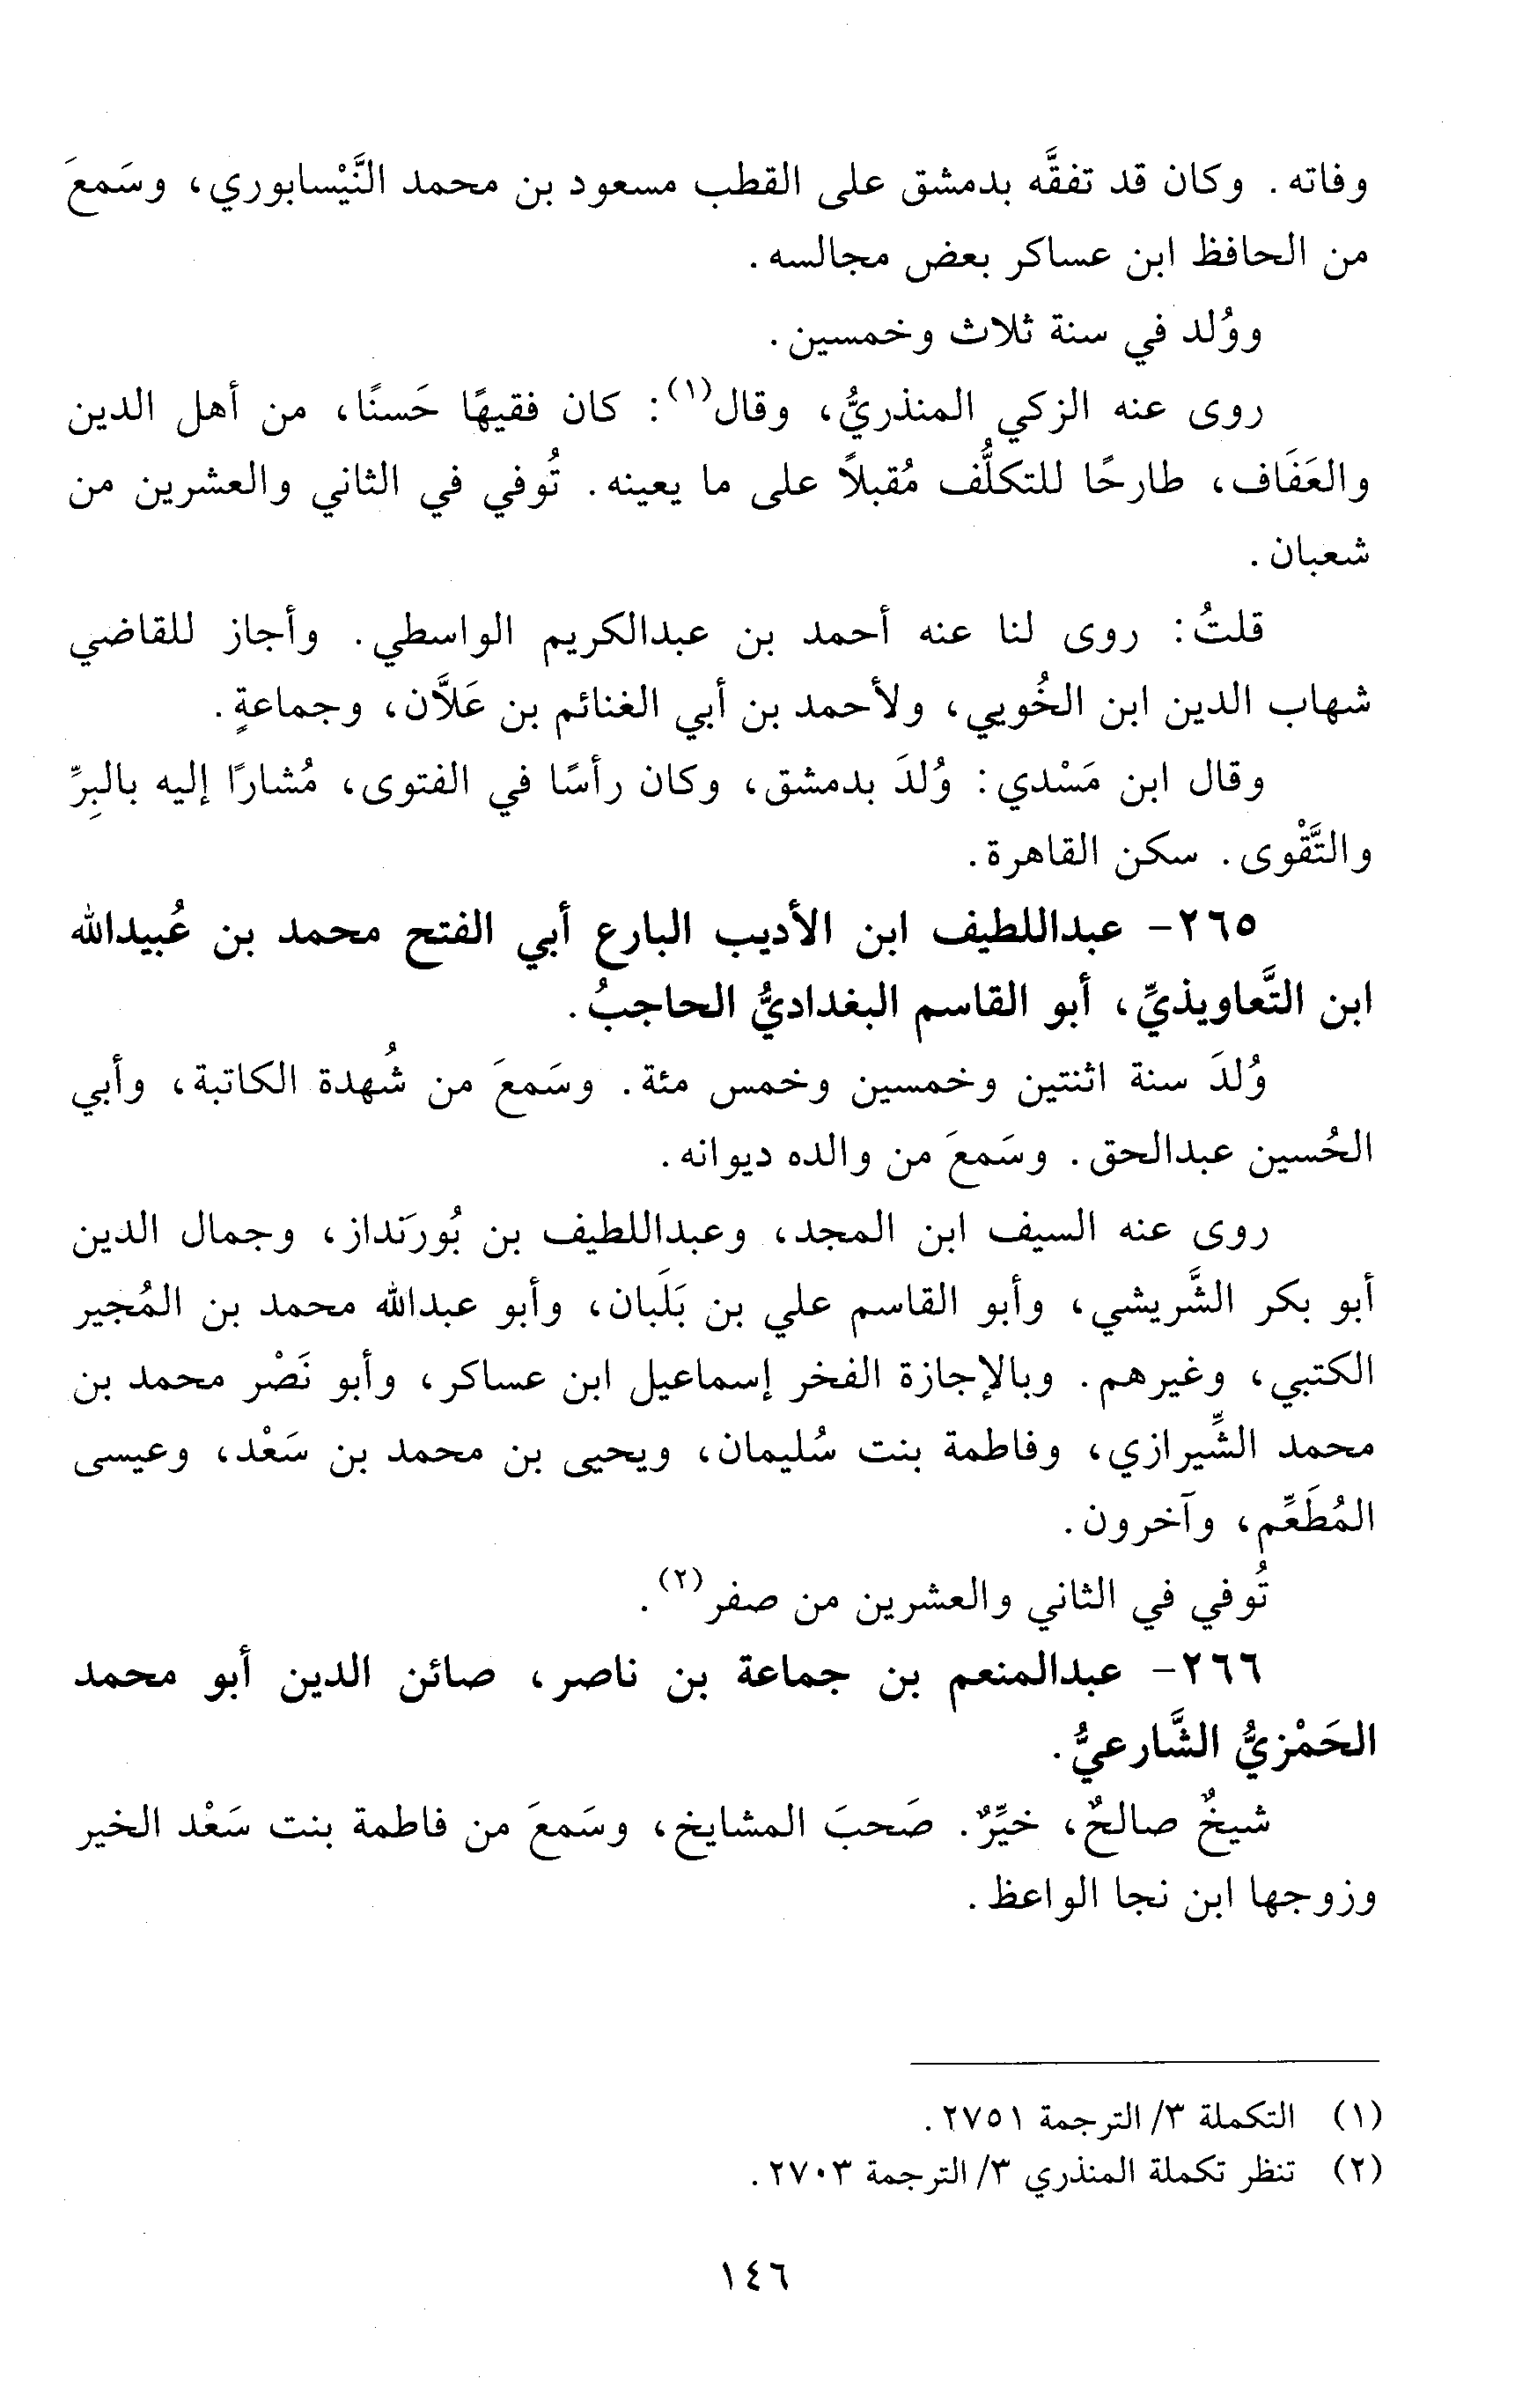 وفاته. وكان قد تفقَّه بدمشق على القطب مسعود بن محمد النَّيْسابوري، وسَمعَ
من الحافظ ابن عساكر بعض مجالسه.
ووُلد في سنة ثلاث وخمسين.
روى عنه الزكي المنذريُّ، وقال(١): كان فقيهًا حَسنًا، من أهل الدين
والعَفَاف، طارحًا للتكلُّف مُقبلاً على ما يعينه. تُوفي في الثاني والعشرين من
شعبان.
قلتُ: روى لنا عنه أحمد بن عبدالكريم الواسطي. وأجاز للقاضي
شهاب الدين ابن الخُويي، ولأحمد بن أبي الغنائم بن عَلاَّن، وجماعةٍ.
وقال ابن مَسْدي: وُلدَ بدمشق، وكان رأسًا في الفتوى، مُشارًا إليه بالبِرِّ
والتَّقْوى. سكن القاهرة.
٢٦٥- عبداللطيف ابن الأديب البارع أبي الفتح محمد بن عُبيدالله
ابن التَّعاويذيِّ، أبو القاسم البغداديُّ الحاجبُ.
وُلدَ سنة اثنتين وخمسين وخمس مئة. وسَمعَ من شُهدة الكاتبة، وأبي
الحُسين عبدالحق. وسَمعَ من والده ديوانه.
روى عنه السيف ابن المجد، وعبداللطيف بن بُورَنداز، وجمال الدين
أبو بكر الشَّريشي، وأبو القاسم علي بن بَلَبان، وأبو عبدالله محمد بن المُجير
الكتبي، وغيرهم. وبالإجازة الفخر إسماعيل ابن عساكر، وأبو نَصْر محمد بن
محمد الشِّيرازي، وفاطمة بنت سُليمان، ويحيى بن محمد بن سَعْد، وعيسى
المُطَعِّم، وآخرون.
تُوفي في الثاني والعشرين من صفر(٢).
٢٦٦- عبدالمنعم بن جماعة بن ناصر، صائن الدين أبو محمد
الحَمْزيُّ الشَّارعيُّ.
شيخٌ صالحٌ، خيِّرٌ. صَحبَ المشايخ، وسَمعَ من فاطمة بنت سَعْد الخير
وزوجها ابن نجا الواعظ.
(١) التكملة ٣/ الترجمة ٢٧٥١.
(٢) تنظر تكملة المنذري ٣/ الترجمة ٢٧٠٣.
١٤٦